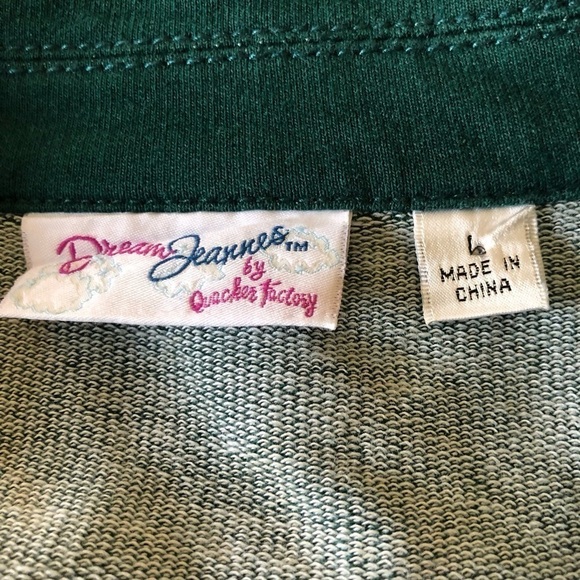 Dream Jeannes™
by
Quacker Factory
L
MADE IN
CHINA